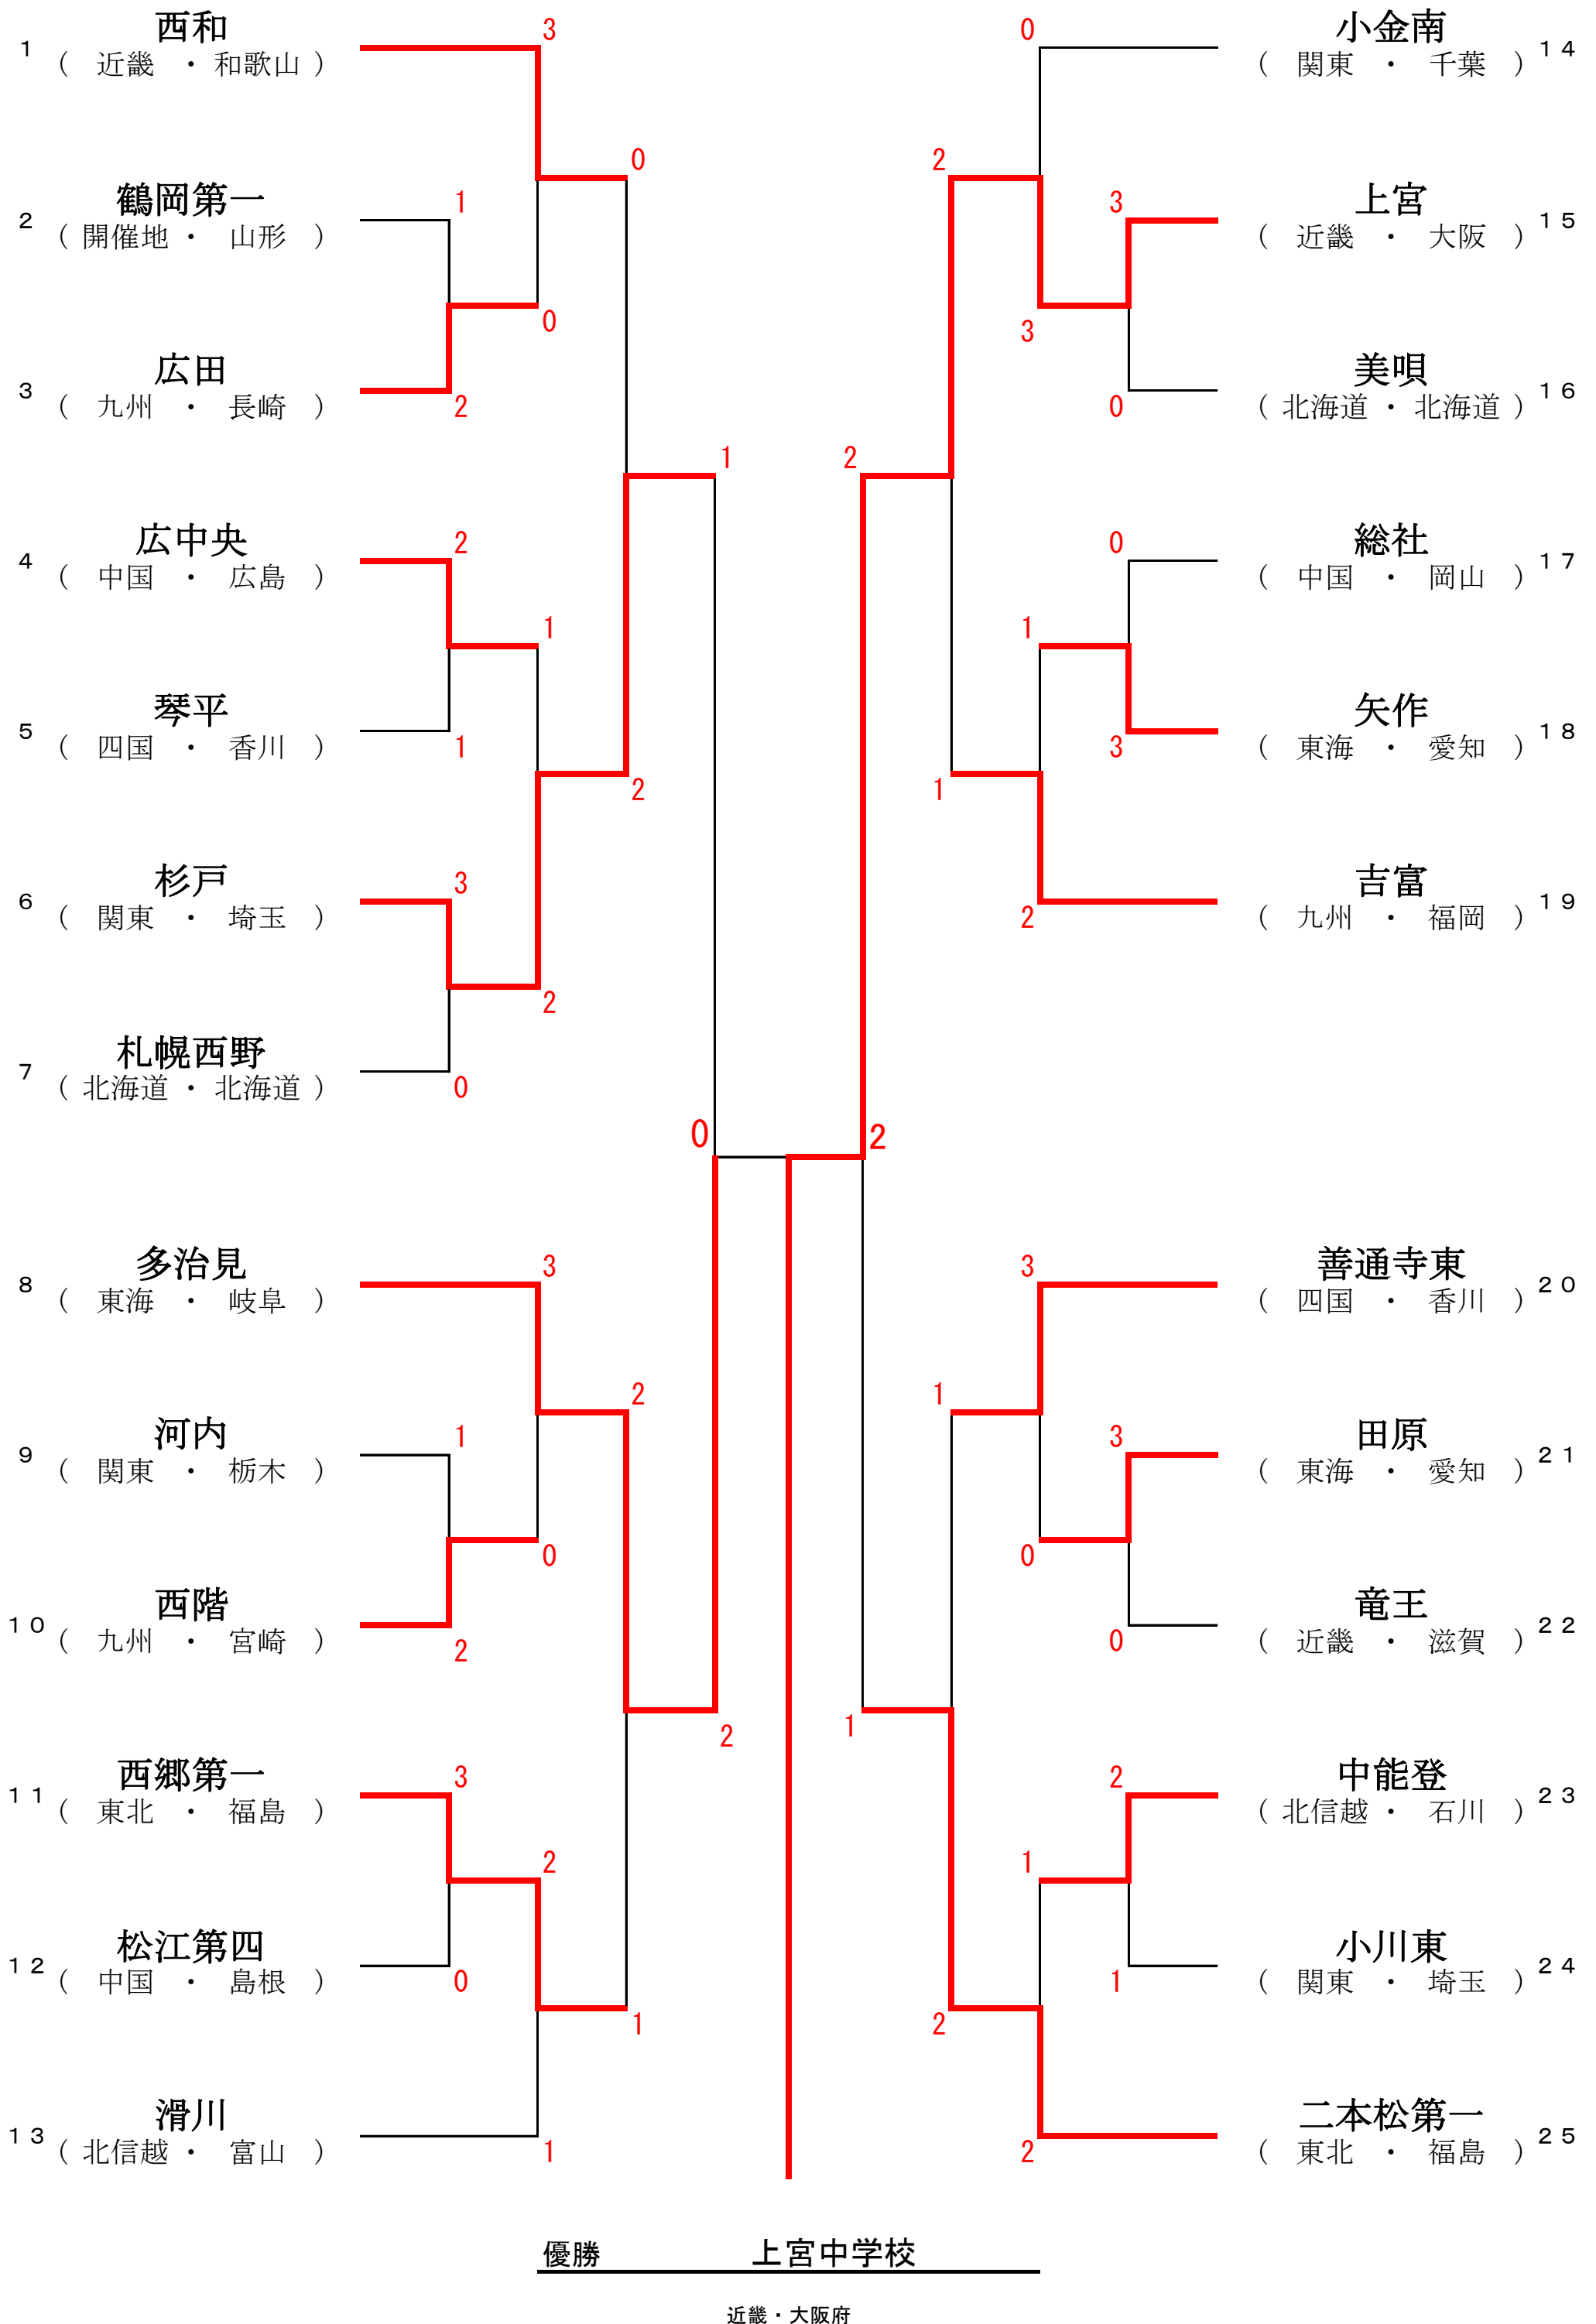 3
0
西和
小金南
1
14
( 近畿 ・ 和歌山 )
( 関東 ・ 千葉 )
0
2
鶴岡第一
1
3
上宮
2
15
( 開催地 ・ 山形 )
( 近畿 ・ 大阪 )
0
3
広田
美唄
3
16
( 九州 ・ 長崎 )
2
0
( 北海道 ・ 北海道 )
1
2
広中央
2
0
総社
4
17
( 中国 ・ 広島 )
( 中国 ・ 岡山 )
1
1
琴平
矢作
5
18
( 四国 ・ 香川 )
1
3
( 東海 ・ 愛知 )
2
1
杉戸
3
吉富
6
19
( 関東 ・ 埼玉 )
2
( 九州 ・ 福岡 )
2
札幌西野
7
( 北海道 ・ 北海道 )
0
0
2
多治見
3
3
善通寺東
8
20
( 東海 ・ 岐阜 )
( 四国 ・ 香川 )
2
1
河内
1
3
田原
9
21
( 関東 ・ 栃木 )
( 東海 ・ 愛知 )
0
0
西階
竜王
10
22
( 九州 ・ 宮崎 )
2
0
( 近畿 ・ 滋賀 )
2
1
西郷第一
3
2
中能登
11
23
( 東北 ・ 福島 )
( 北信越 ・ 石川 )
2
1
松江第四
小川東
12
24
( 中国 ・ 島根 )
0
1
( 関東 ・ 埼玉 )
1
2
滑川
二本松第一
13
25
( 北信越 ・ 富山 )
1
2
( 東北 ・ 福島 )
優勝 上宮中学校
近畿・大阪府